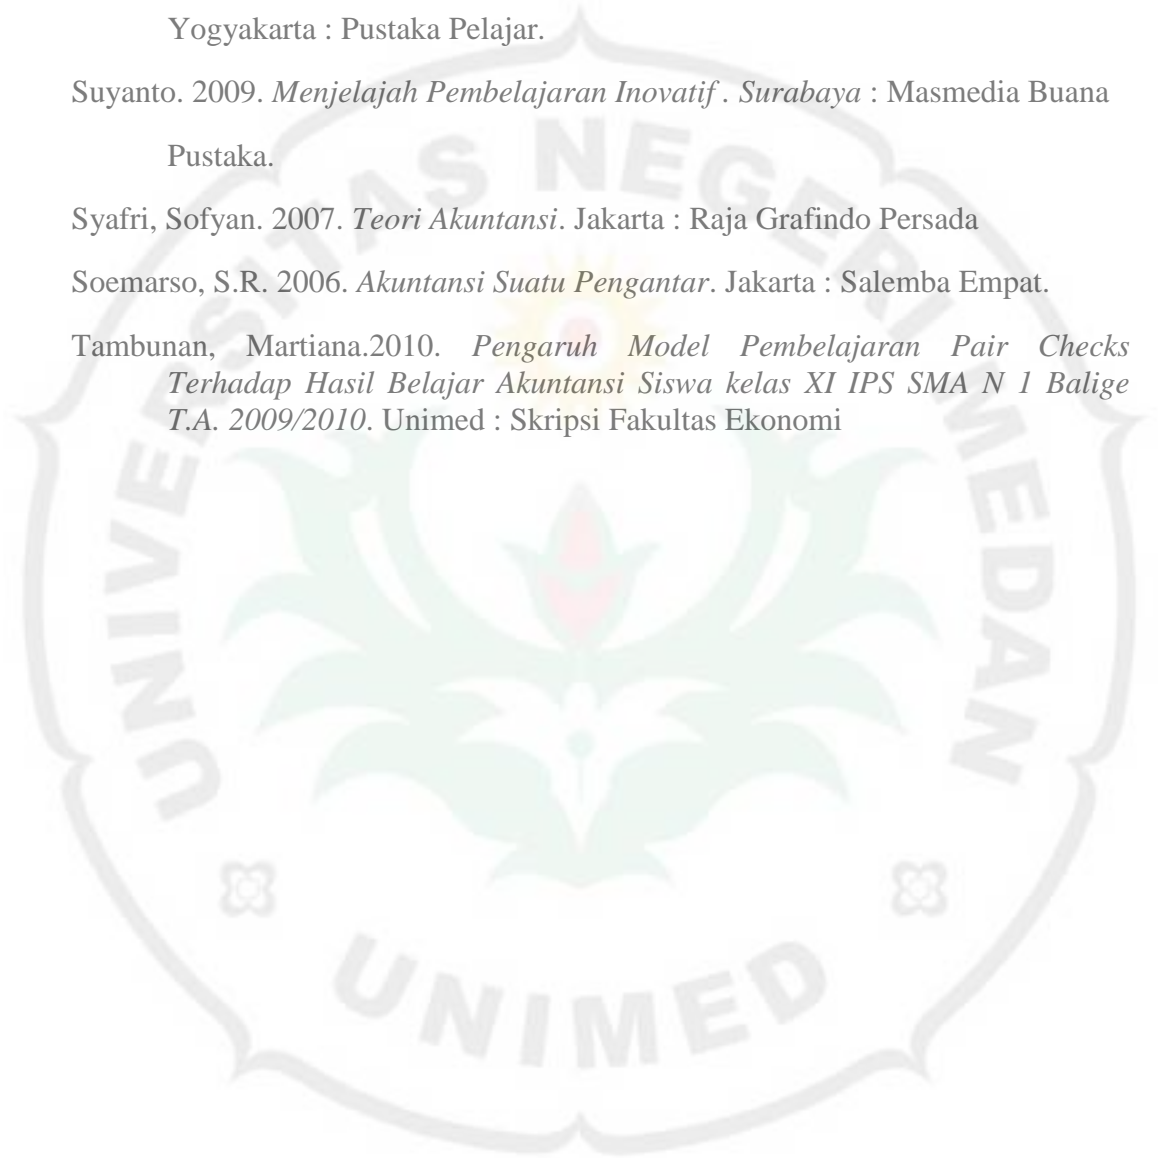 Yogyakarta : Pustaka Pelajar.
Suyanto. 2009. Menjelajah Pembelajaran Inovatif . Surabaya : Masmedia Buana
Pustaka.
Syafri, Sofyan. 2007. Teori Akuntansi. Jakarta : Raja Grafindo Persada
Soemarso, S.R. 2006. Akuntansi Suatu Pengantar. Jakarta : Salemba Empat.
Tambunan, Martiana.2010. Pengaruh Model Pembelajaran Pair Checks
Terhadap Hasil Belajar Akuntansi Siswa kelas XI IPS SMA N 1 Balige
T.A. 2009/2010. Unimed : Skripsi Fakultas Ekonomi
UNIVERSITAS NEGERI MEDAN
UNIMED